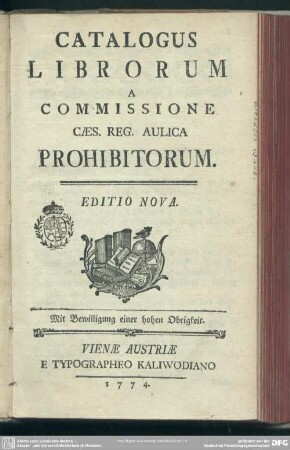 CATALOGUS
LIBRORUM
A
COMMISSIONE
CÆS. REG. AULICA
PROHIBITORUM.
EDITIO NOVA.
Mit Bewilligung einer hohen Obrigkeit.
VIENÆ AUSTRIÆ
E TYPOGRAPHEO KALIWODIANO
1774.